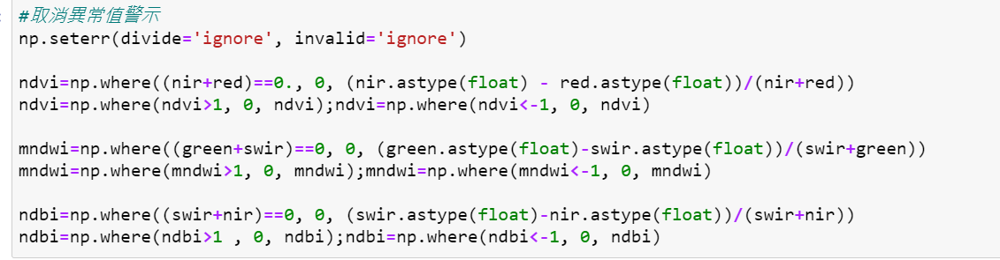 #取消異常值警示
np.seterr(divide='ignore', invalid='ignore')
ndvi=np.where((nir+red)==0., 0, (nir.astype(float) - red.astype(float))/(nir+red))
ndvi=np.where(ndvi>1, 0, ndvi);ndvi=np.where(ndvi<-1, 0, ndvi)
mndwi=np.where((green+swir)==0, 0, (green.astype(float)-swir.astype(float))/(swir+green))
mndwi=np.where(mndwi>1, 0, mndwi);mndwi=np.where(mndwi<-1, 0, mndwi)
ndbi=np.where((swir+nir)==0, 0, (swir.astype(float)-nir.astype(float))/(swir+nir))
ndbi=np.where(ndbi>1 , 0, ndbi);ndbi=np.where(ndbi<-1, 0, ndbi)